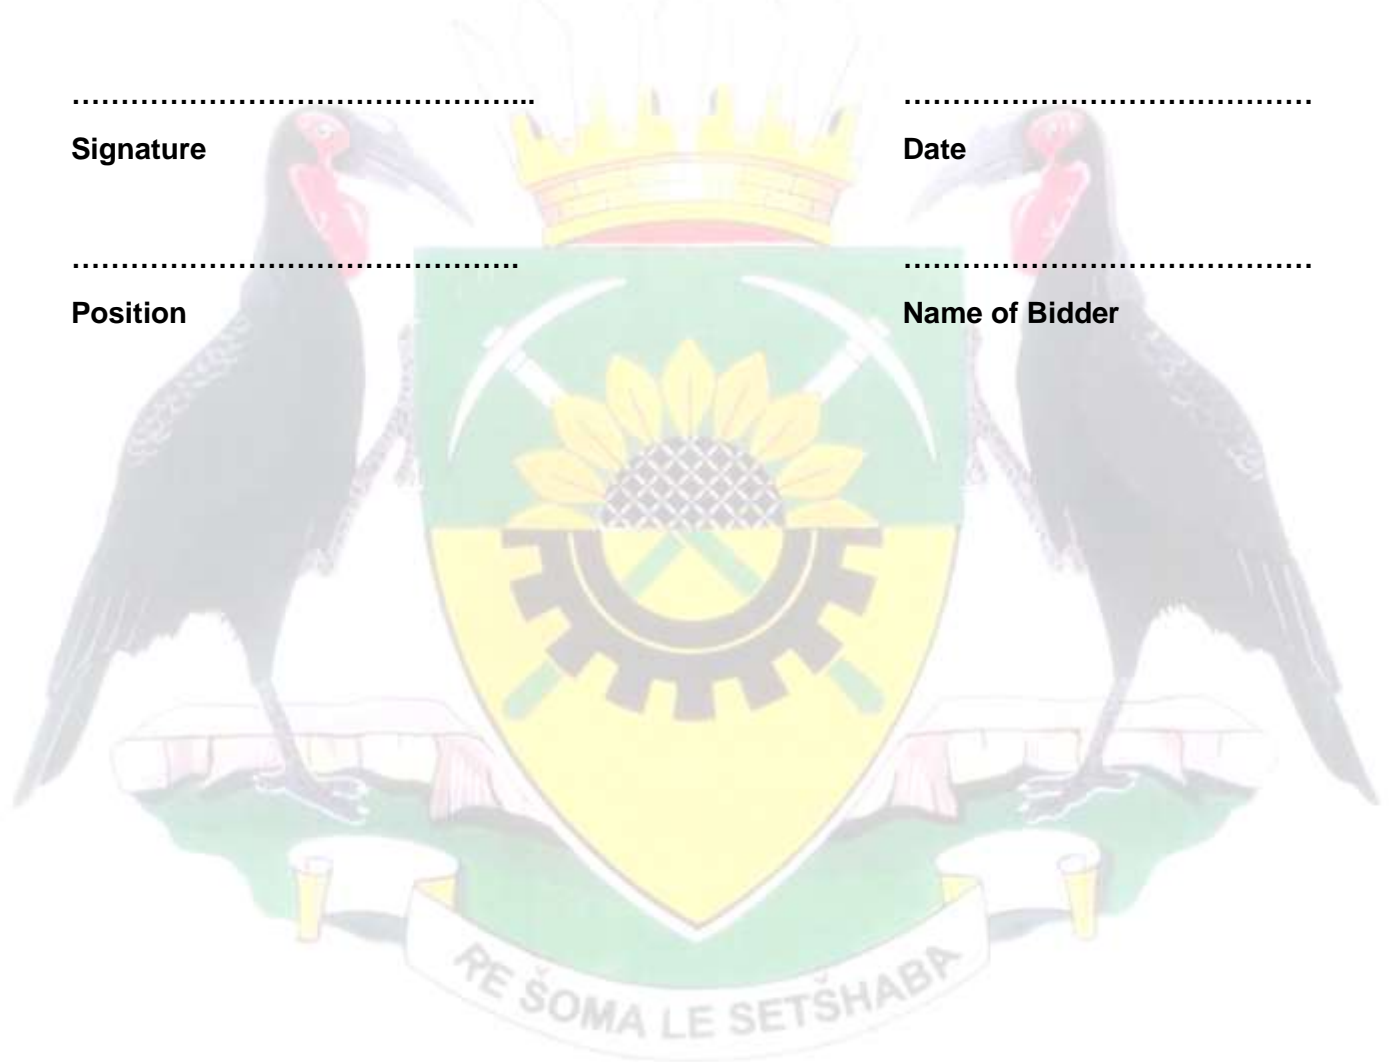 …………………………………………... ……………………………………
Signature Date
………………………………………. ……………………………………
Position Name of Bidder
RE ŠOMA LE SETŠHABA